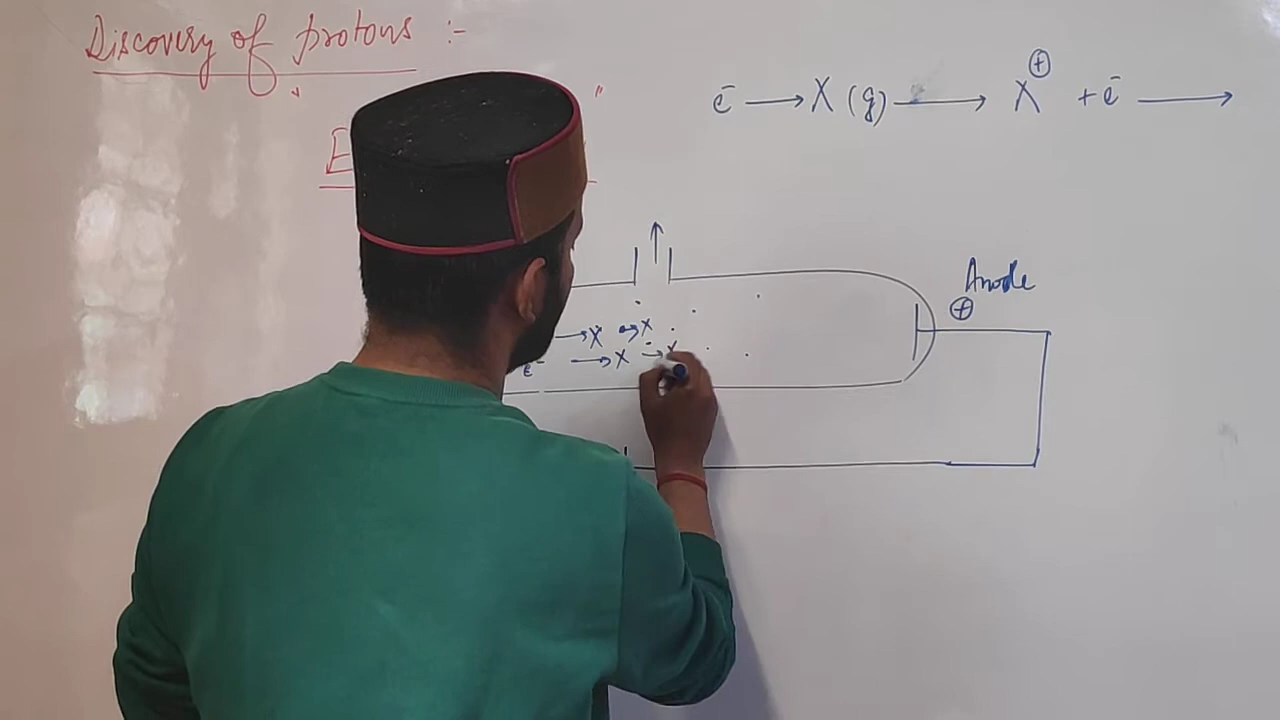 Discovery of protons :-
e⁻ ⟶ X (g) ⟶ X⊕ + e⁻ ⟶
E "
Anode
⊕
→ X → X
e⁻ → X → X